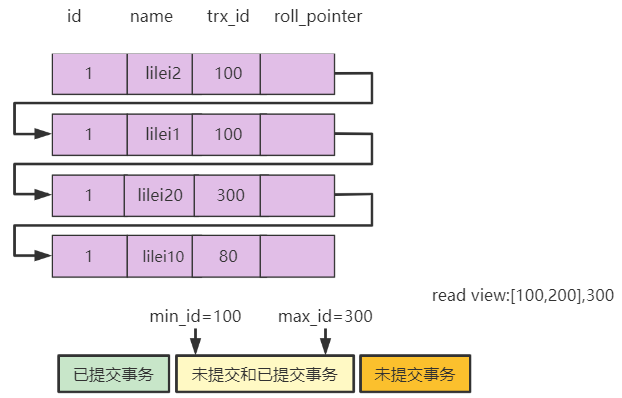 id name trx_id roll_pointer
1 lilei2 100
1 lilei1 100
1 lilei20 300
1 lilei10 80
read view:[100,200],300
min_id=100 max_id=300
已提交事务 未提交和已提交事务 未提交事务